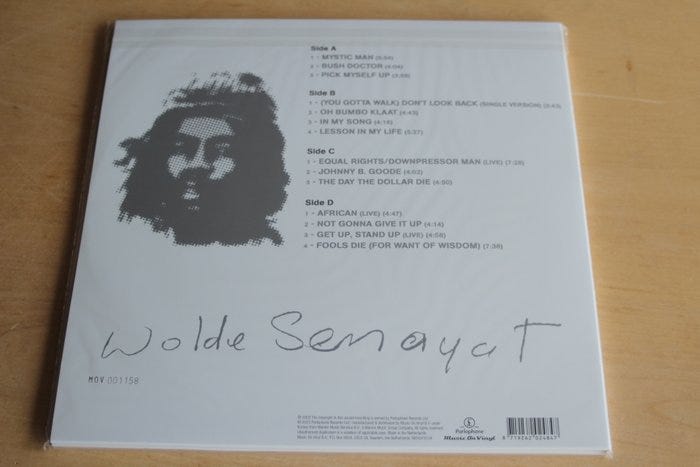 Side A
1 - MYSTIC MAN (5:54)
2 - BUSH DOCTOR (4:04)
3 - PICK MYSELF UP (3:55)
Side B
1 - (YOU GOTTA WALK) DON'T LOOK BACK (SINGLE VERSION) (3:43)
2 - OH BUMBO KLAAT (4:43)
3 - IN MY SONG (4:18)
4 - LESSON IN MY LIFE (5:37)
Side C
1 - EQUAL RIGHTS/DOWNPRESSOR MAN (LIVE) (7:28)
2 - JOHNNY B. GOODE (4:02)
3 - THE DAY THE DOLLAR DIE (4:50)
Side D
1 - AFRICAN (LIVE) (4:47)
2 - NOT GONNA GIVE IT UP (4:14)
3 - GET UP, STAND UP (LIVE) (4:58)
4 - FOOLS DIE (FOR WANT OF WISDOM) (7:38)
Wolde Semayat
MOV 001158
Parlophone
Music On Vinyl